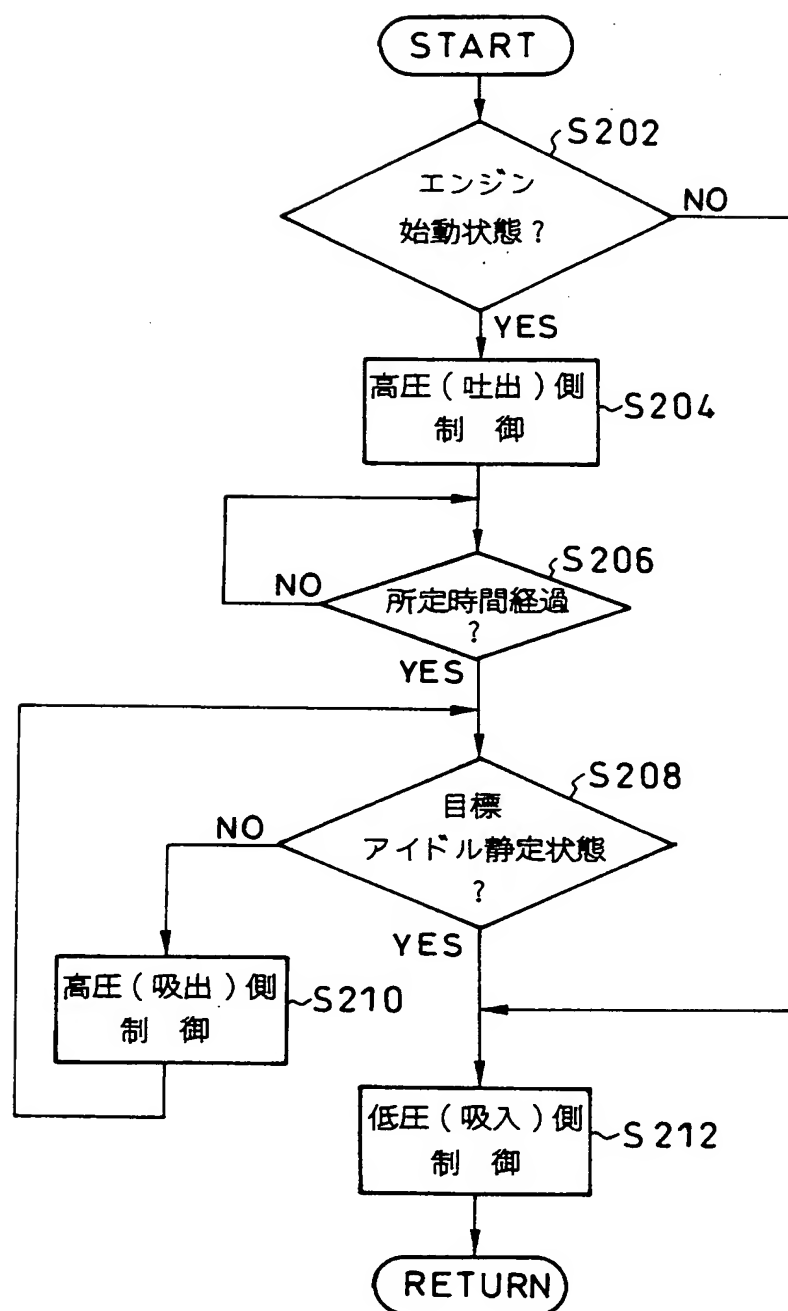 START
S202
エンジン
始動状態？
NO
YES
高圧（吐出）側
制　御
S204
S206
NO
所定時間経過
？
YES
S208
目標
NO
アイドル静定状態
？
YES
高圧（吸出）側
制　御
S210
低圧（吸入）側
制　御
S212
RETURN